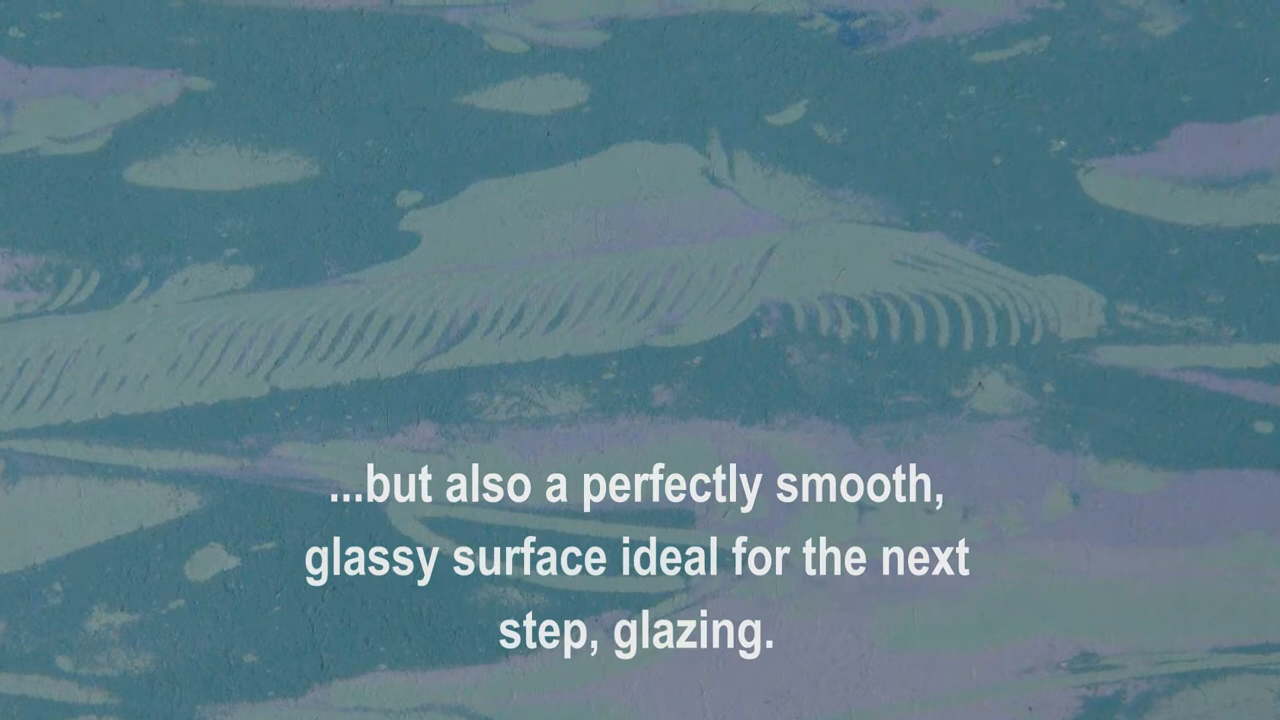 ...but also a perfectly smooth,
glassy surface ideal for the next
step, glazing.